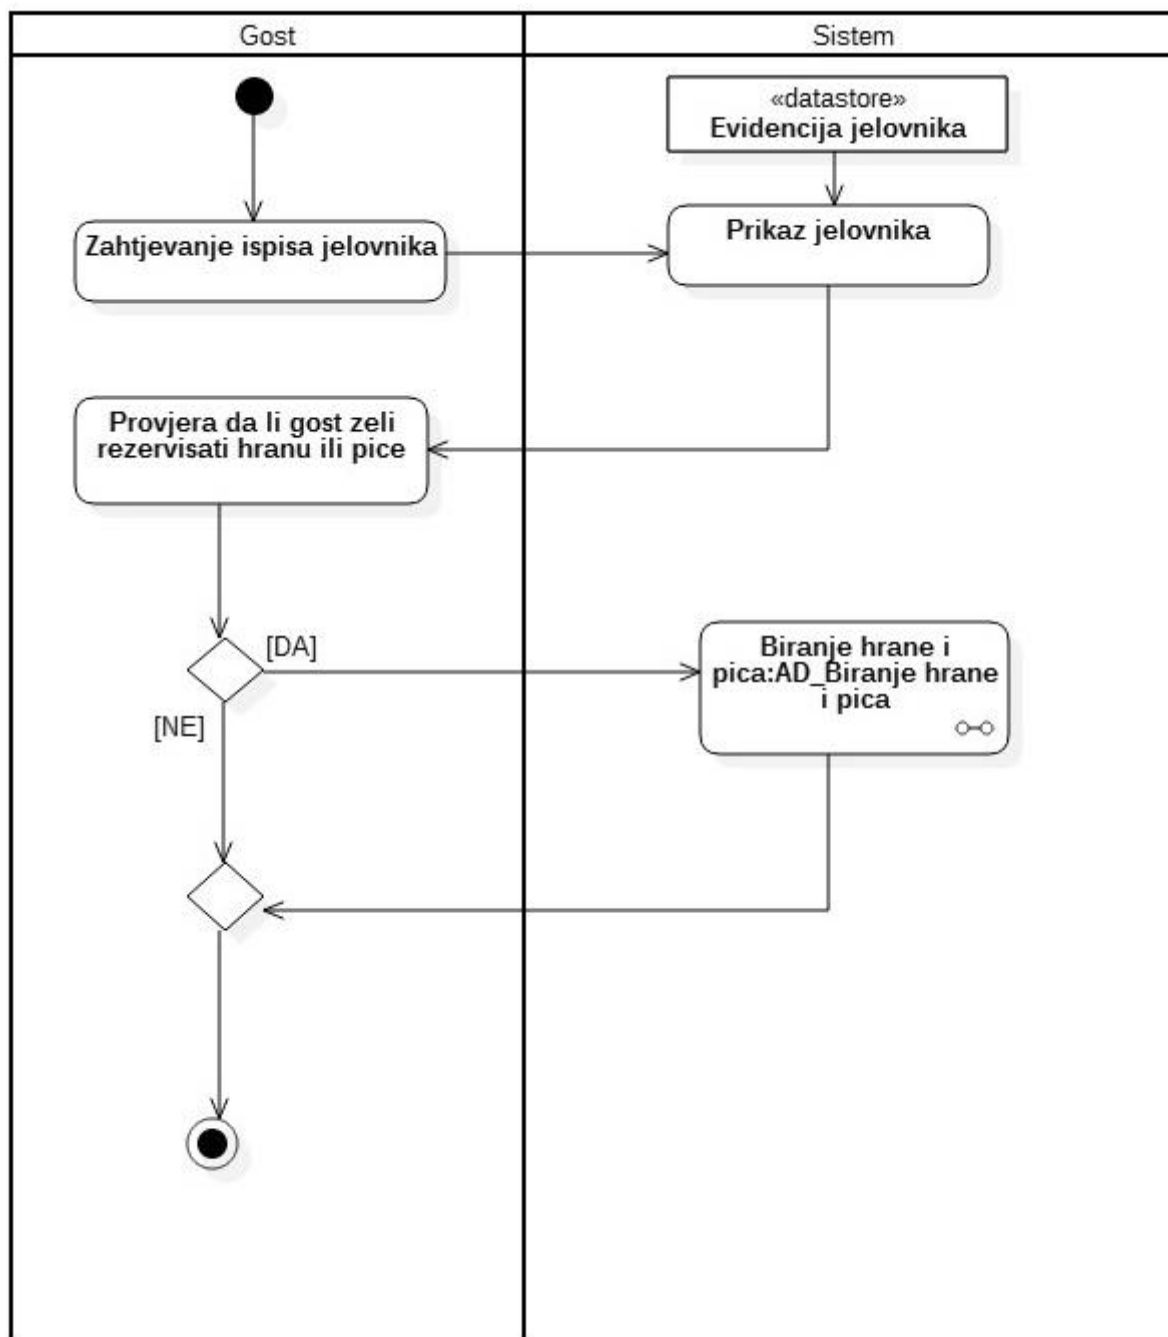 Gost
Sistem
«datastore»
Evidencija jelovnika
Zahtjevanje ispisa jelovnika
Prikaz jelovnika
Provjera da li gost zeli
rezervisati hranu ili pice
[DA]
Biranje hrane i
pica:AD_Biranje hrane
i pica
[NE]